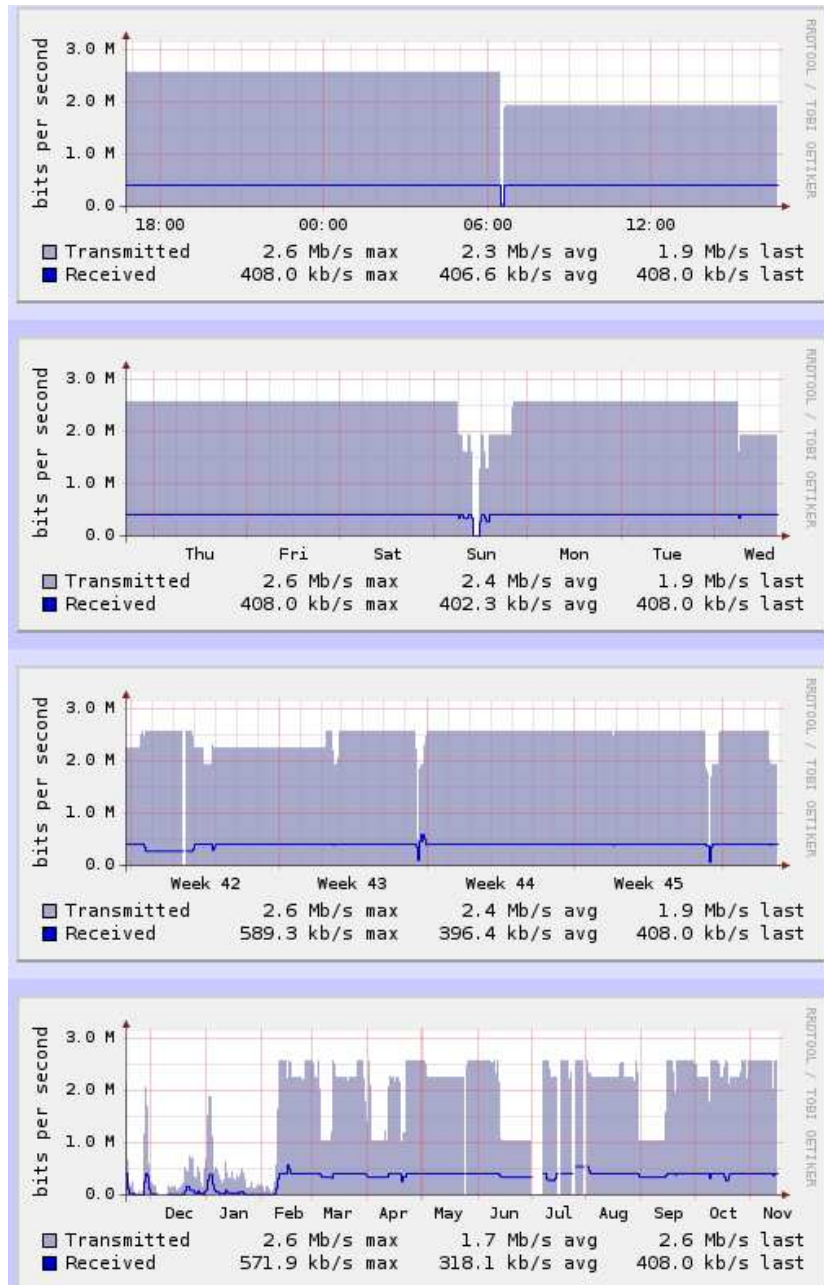 bits per second
RRDTOOL / TOBI OETIKER
3.0 M
2.0 M
1.0 M
0.0
18:00 00:00 06:00 12:00
Transmitted 2.6 Mb/s max 2.3 Mb/s avg 1.9 Mb/s last
Received 408.0 kb/s max 406.6 kb/s avg 408.0 kb/s last
bits per second
RRDTOOL / TOBI OETIKER
3.0 M
2.0 M
1.0 M
0.0
Thu Fri Sat Sun Mon Tue Wed
Transmitted 2.6 Mb/s max 2.4 Mb/s avg 1.9 Mb/s last
Received 408.0 kb/s max 402.3 kb/s avg 408.0 kb/s last
bits per second
RRDTOOL / TOBI OETIKER
3.0 M
2.0 M
1.0 M
0.0
Week 42 Week 43 Week 44 Week 45
Transmitted 2.6 Mb/s max 2.4 Mb/s avg 1.9 Mb/s last
Received 589.3 kb/s max 396.4 kb/s avg 408.0 kb/s last
bits per second
RRDTOOL / TOBI OETIKER
3.0 M
2.0 M
1.0 M
0.0
Dec Jan Feb Mar Apr May Jun Jul Aug Sep Oct Nov
Transmitted 2.6 Mb/s max 1.7 Mb/s avg 2.6 Mb/s last
Received 571.9 kb/s max 318.1 kb/s avg 408.0 kb/s last